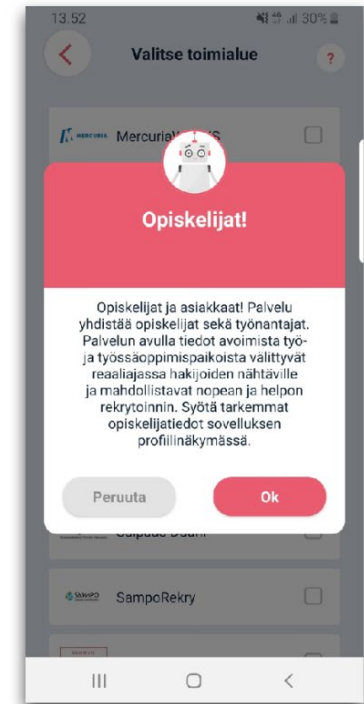 13.52
30%
Valitse toimialue
?
MERCURIA
Opiskelijat!
Opiskelijat ja asiakkaat! Palvelu
yhdistää opiskelijat sekä työnantajat.
Palvelun avulla tiedot avoimista työ-
ja työssäoppimispaikoista välittyvät
reaaliajassa hakijoiden nähtäville
ja mahdollistavat nopean ja helpon
rekrytoinnin. Syötä tarkemmat
opiskelijatiedot sovelluksen
profiilinäkymässä.
Peruuta
Ok
SAMPO
SampoRekry